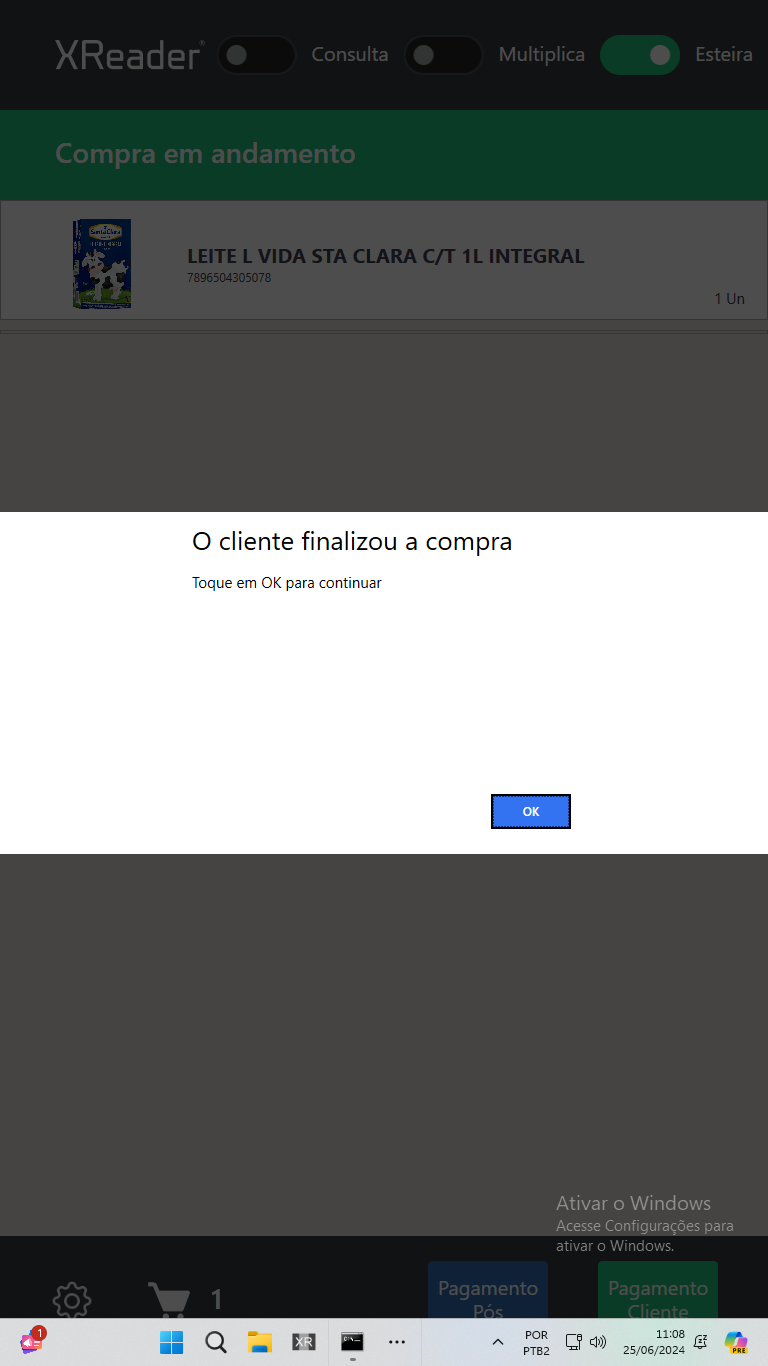 XReader®
Consulta
Multiplica
Esteira
Compra em andamento
Santa Clara
LEITE L VIDA STA CLARA C/T 1L INTEGRAL
7896504305078
1 Un
O cliente finalizou a compra
Toque em OK para continuar
OK
Ativar o Windows
Acesse Configurações para
ativar o Windows.
1
Pagamento
Pós
Pagamento
Cliente
1
XR
POR
PTB2
11:08
25/06/2024
PRE